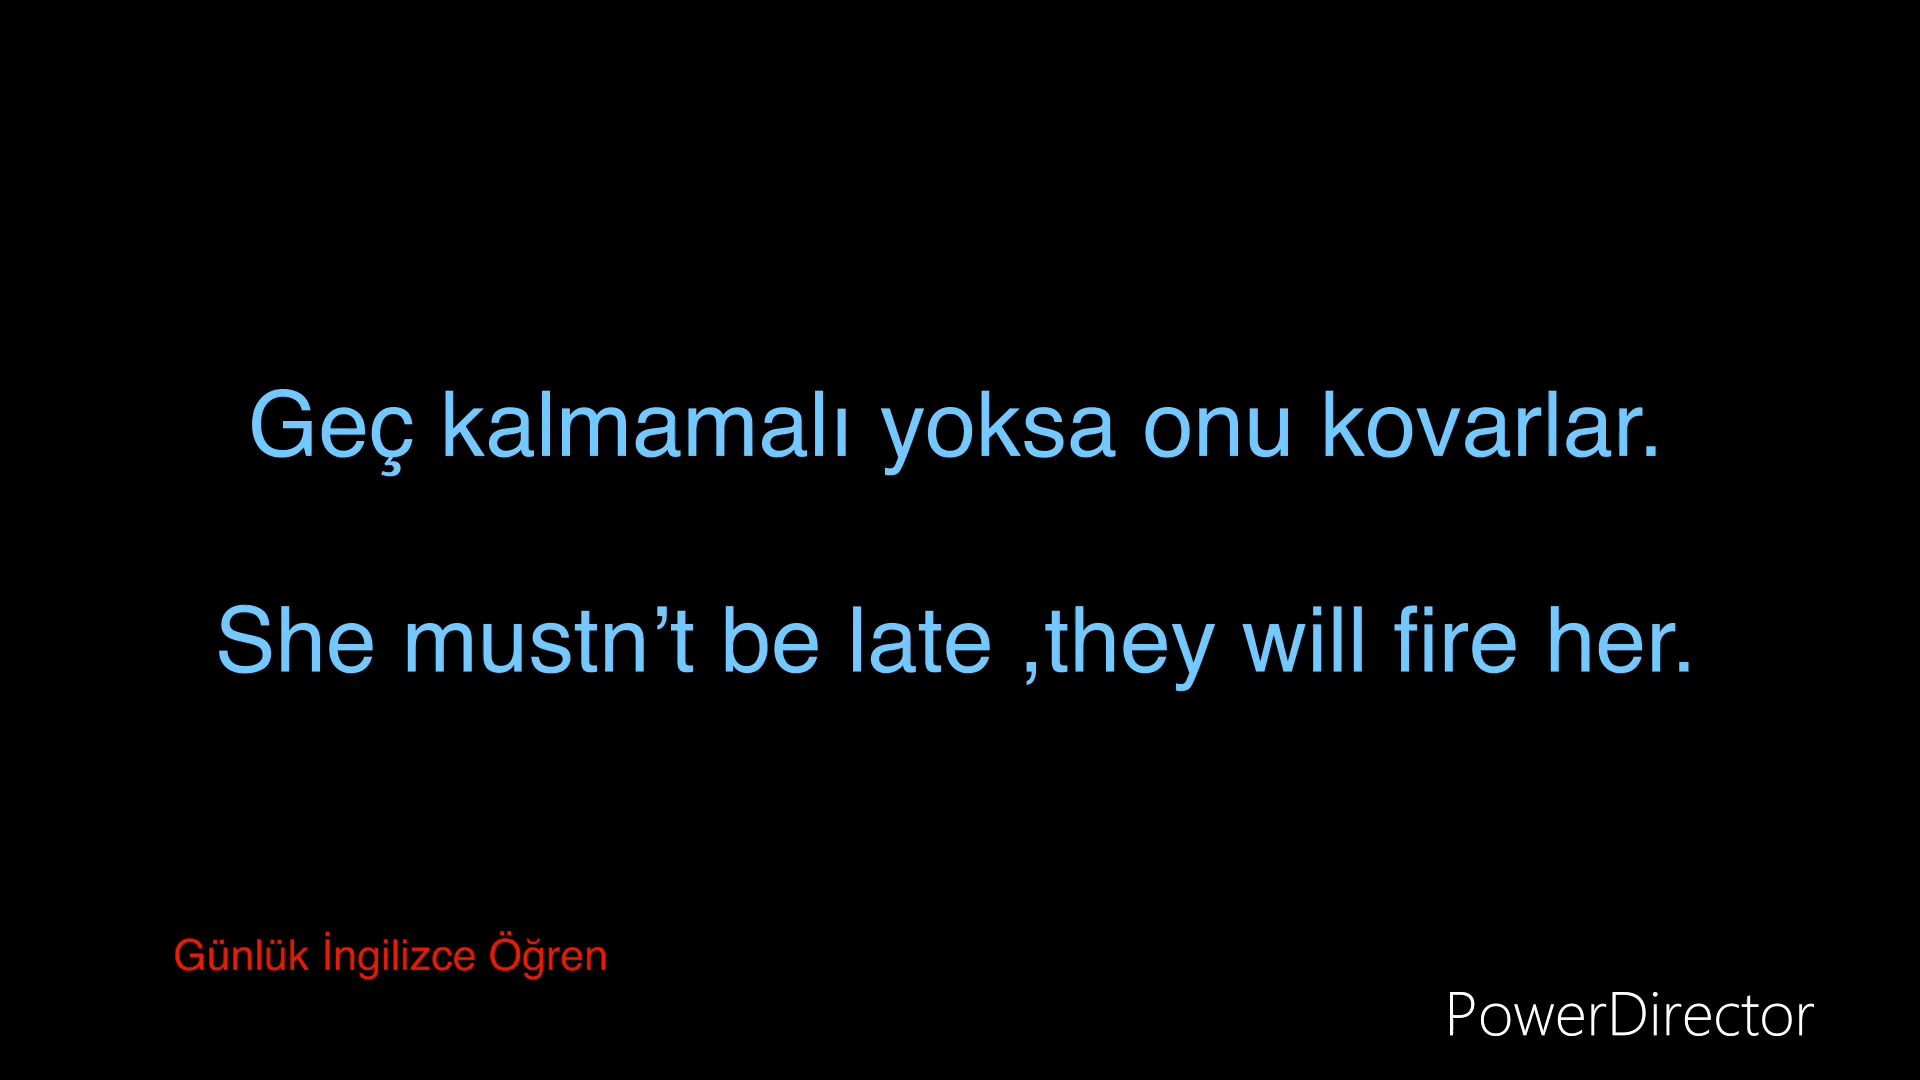 Geç kalmamalı yoksa onu kovarlar.
She mustn’t be late ,they will fire her.
Günlük İngilizce Öğren
PowerDirector